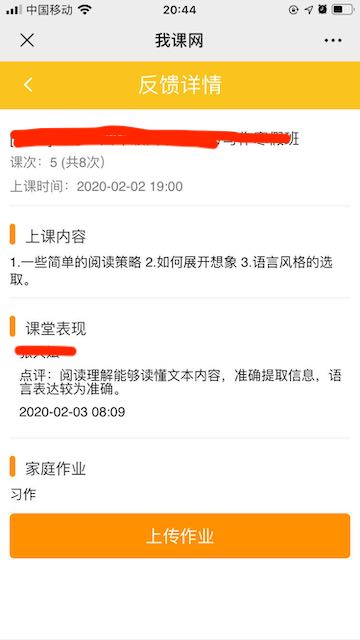 中国移动
20:44
我课网
反馈详情
寒假班
课次：5 (共8次)
上课时间：2020-02-02 19:00
上课内容
1.一些简单的阅读策略 2.如何展开想象 3.语言风格的选
取。
课堂表现
点评：阅读理解能够读懂文本内容，准确提取信息，语
言表达较为准确。
2020-02-03 08:09
家庭作业
习作
上传作业